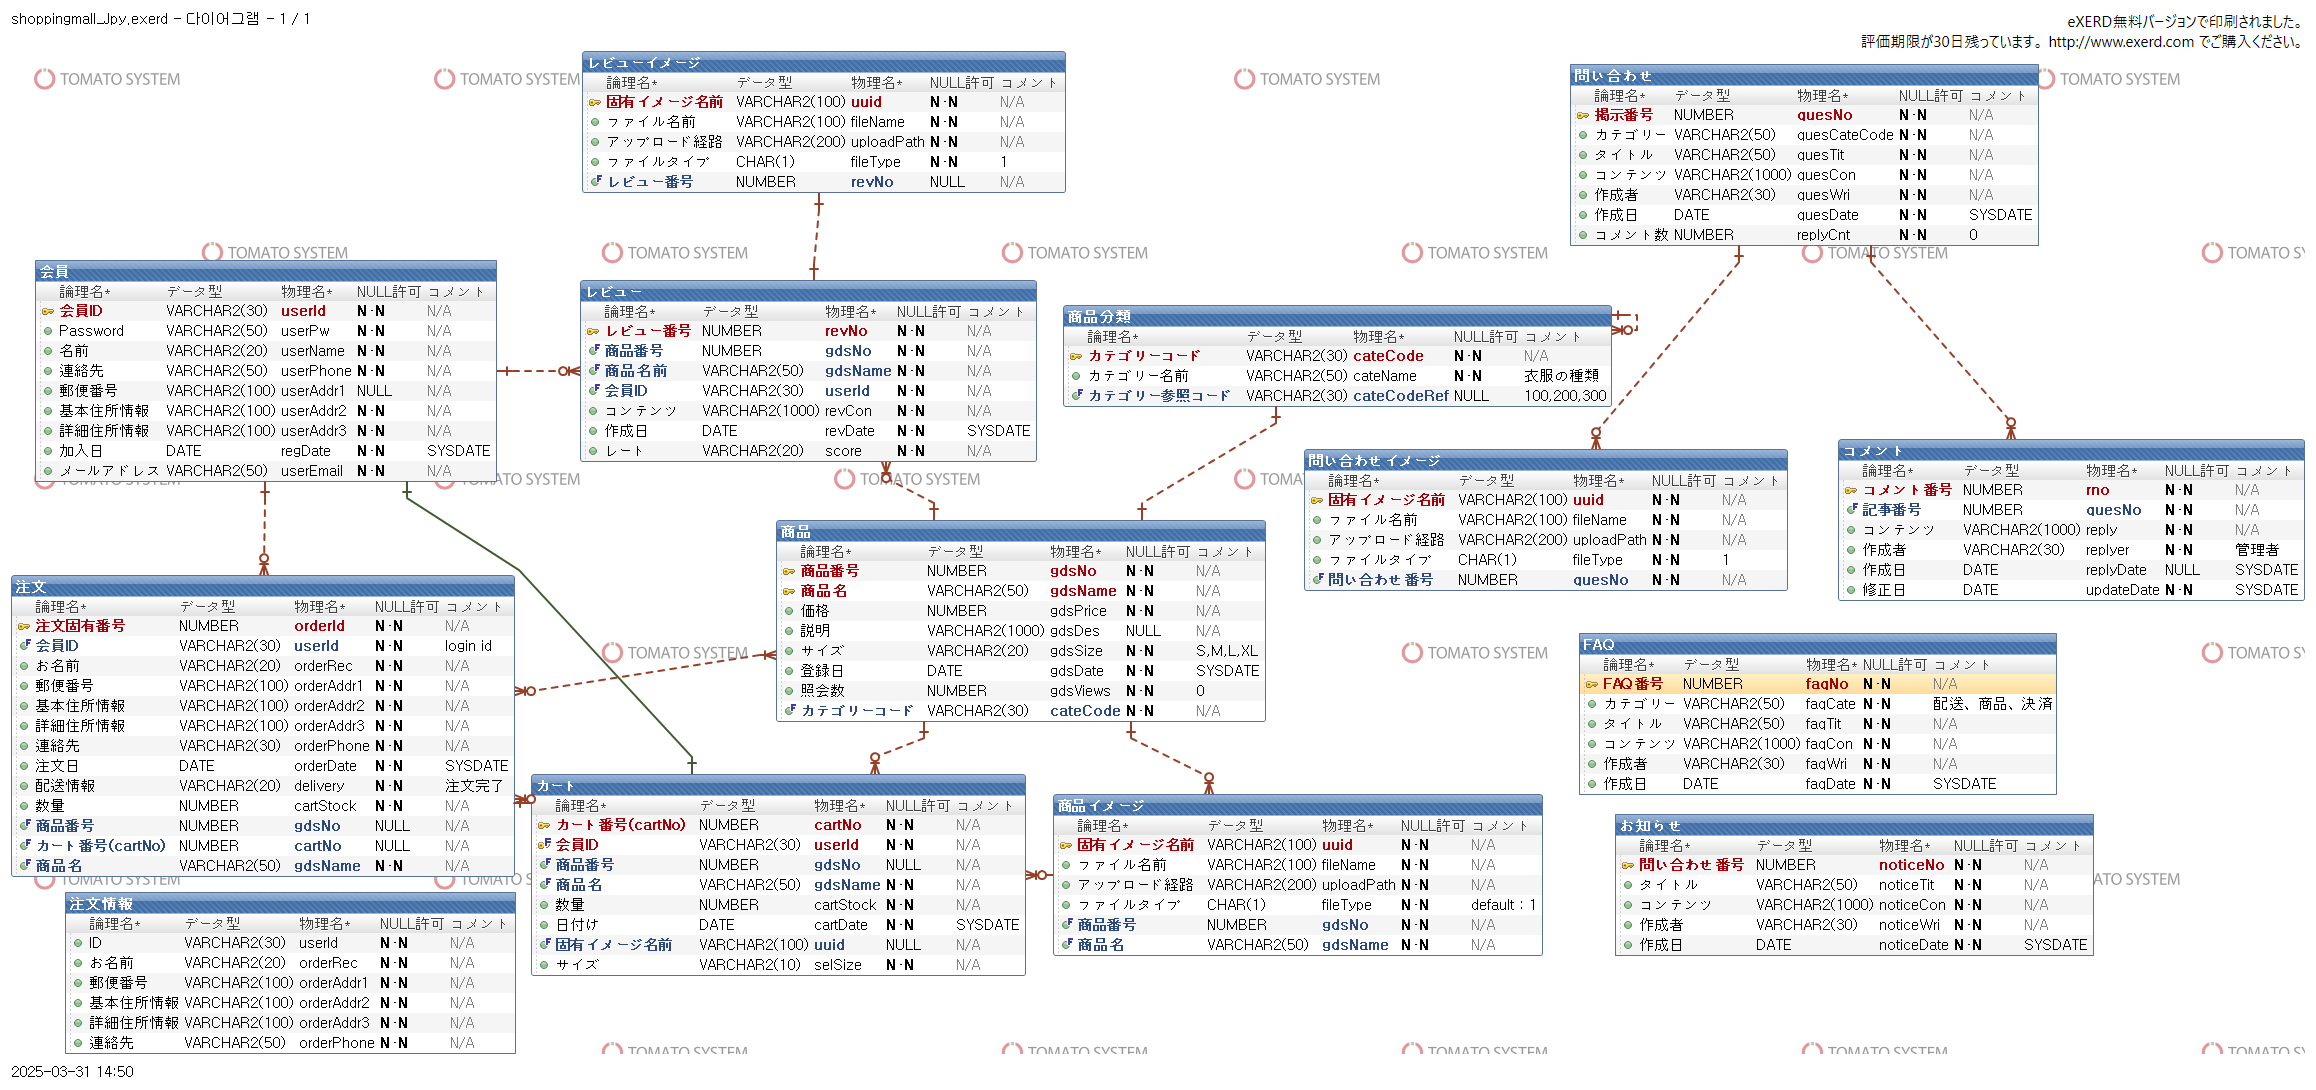 shoppingmall_Jpy.exerd - 다이어그램 - 1 / 1
eXERD無料バージョンで印刷されました。
評価期限が30日残っています。http://www.exerd.com でご購入ください。
レビューイメージ
論理名* データ型 物理名* NULL許可 コメント
固有イメージ名前 VARCHAR2(100) uuid N-N N/A
ファイル名前 VARCHAR2(100) fileName N-N N/A
アップロード経路 VARCHAR2(200) uploadPath N-N N/A
ファイルタイプ CHAR(1) fileType N-N 1
レビュー番号 NUMBER revNo NULL N/A
問い合わせ
論理名* データ型 物理名* NULL許可 コメント
掲示番号 NUMBER quesNo N-N N/A
カテゴリー VARCHAR2(50) quesCateCode N-N N/A
タイトル VARCHAR2(50) quesTit N-N N/A
コンテンツ VARCHAR2(1000) quesCon N-N N/A
作成者 VARCHAR2(30) quesWri N-N N/A
作成日 DATE quesDate N-N SYSDATE
コメント数 NUMBER replyCnt N-N 0
会員
論理名* データ型 物理名* NULL許可 コメント
会員ID VARCHAR2(30) userId N-N N/A
Password VARCHAR2(50) userPw N-N N/A
名前 VARCHAR2(20) userName N-N N/A
連絡先 VARCHAR2(50) userPhone N-N N/A
郵便番号 VARCHAR2(100) userAddr1 NULL N/A
基本住所情報 VARCHAR2(100) userAddr2 N-N N/A
詳細住所情報 VARCHAR2(100) userAddr3 N-N N/A
加入日 DATE regDate N-N SYSDATE
メールアドレス VARCHAR2(50) userEmail N-N N/A
レビュー
論理名* データ型 物理名* NULL許可 コメント
レビュー番号 NUMBER revNo N-N N/A
商品番号 NUMBER gdsNo N-N N/A
商品名前 VARCHAR2(50) gdsName N-N N/A
会員ID VARCHAR2(30) userId N-N N/A
コンテンツ VARCHAR2(1000) revCon N-N N/A
作成日 DATE revDate N-N SYSDATE
レート VARCHAR2(20) score N-N N/A
商品分類
論理名* データ型 物理名* NULL許可 コメント
カテゴリーコード VARCHAR2(30) cateCode N-N N/A
カテゴリー名前 VARCHAR2(50) cateName N-N 衣服の種類
カテゴリー参照コード VARCHAR2(30) cateCodeRef NULL 100,200,300
問い合わせイメージ
論理名* データ型 物理名* NULL許可 コメント
固有イメージ名前 VARCHAR2(100) uuid N-N N/A
ファイル名前 VARCHAR2(100) fileName N-N N/A
アップロード経路 VARCHAR2(200) uploadPath N-N N/A
ファイルタイプ CHAR(1) fileType N-N 1
問い合わせ番号 NUMBER quesNo N-N N/A
コメント
論理名* データ型 物理名* NULL許可 コメント
コメント番号 NUMBER rno N-N N/A
記事番号 NUMBER quesNo N-N N/A
コンテンツ VARCHAR2(1000) reply N-N N/A
作成者 VARCHAR2(30) replyer N-N 管理者
作成日 DATE replyDate NULL SYSDATE
修正日 DATE updateDate N-N SYSDATE
商品
論理名* データ型 物理名* NULL許可 コメント
商品番号 NUMBER gdsNo N-N N/A
商品名 VARCHAR2(50) gdsName N-N N/A
価格 NUMBER gdsPrice N-N N/A
説明 VARCHAR2(1000) gdsDes NULL N/A
サイズ VARCHAR2(20) gdsSize N-N S,M,L,XL
登録日 DATE gdsDate N-N SYSDATE
照会数 NUMBER gdsViews N-N 0
カテゴリーコード VARCHAR2(30) cateCode N-N N/A
注文
論理名* データ型 物理名* NULL許可 コメント
注文固有番号 NUMBER orderId N-N N/A
会員ID VARCHAR2(30) userId N-N login id
お名前 VARCHAR2(20) orderRec N-N N/A
郵便番号 VARCHAR2(100) orderAddr1 N-N N/A
基本住所情報 VARCHAR2(100) orderAddr2 N-N N/A
詳細住所情報 VARCHAR2(100) orderAddr3 N-N N/A
連絡先 VARCHAR2(30) orderPhone N-N N/A
注文日 DATE orderDate N-N SYSDATE
配送情報 VARCHAR2(20) delivery N-N 注文完了
数量 NUMBER cartStock N-N N/A
商品番号 NUMBER gdsNo NULL N/A
カート番号(cartNo) NUMBER cartNo NULL N/A
商品名 VARCHAR2(50) gdsName N-N N/A
FAQ
論理名* データ型 物理名* NULL許可 コメント
FAQ番号 NUMBER faqNo N-N N/A
カテゴリー VARCHAR2(50) faqCate N-N 配送、商品、決済
タイトル VARCHAR2(50) faqTit N-N N/A
コンテンツ VARCHAR2(1000) faqCon N-N N/A
作成者 VARCHAR2(30) faqWri N-N N/A
作成日 DATE faqDate N-N SYSDATE
カート
論理名* データ型 物理名* NULL許可 コメント
カート番号(cartNo) NUMBER cartNo N-N N/A
会員ID VARCHAR2(30) userId N-N N/A
商品番号 NUMBER gdsNo NULL N/A
商品名 VARCHAR2(50) gdsName N-N N/A
数量 NUMBER cartStock N-N N/A
日付け DATE cartDate N-N SYSDATE
固有イメージ名前 VARCHAR2(100) uuid NULL N/A
サイズ VARCHAR2(10) selSize N-N N/A
商品イメージ
論理名* データ型 物理名* NULL許可 コメント
固有イメージ名前 VARCHAR2(100) uuid N-N N/A
ファイル名前 VARCHAR2(100) fileName N-N N/A
アップロード経路 VARCHAR2(200) uploadPath N-N N/A
ファイルタイプ CHAR(1) fileType N-N default : 1
商品番号 NUMBER gdsNo N-N N/A
商品名 VARCHAR2(50) gdsName N-N N/A
お知らせ
論理名* データ型 物理名* NULL許可 コメント
問い合わせ番号 NUMBER noticeNo N-N N/A
タイトル VARCHAR2(50) noticeTit N-N N/A
コンテンツ VARCHAR2(1000) noticeCon N-N N/A
作成者 VARCHAR2(30) noticeWri N-N N/A
作成日 DATE noticeDate N-N SYSDATE
注文情報
論理名* データ型 物理名* NULL許可 コメント
ID VARCHAR2(30) userId N-N N/A
お名前 VARCHAR2(20) orderRec N-N N/A
郵便番号 VARCHAR2(100) orderAddr1 N-N N/A
基本住所情報 VARCHAR2(100) orderAddr2 N-N N/A
詳細住所情報 VARCHAR2(100) orderAddr3 N-N N/A
連絡先 VARCHAR2(50) orderPhone N-N N/A
TOMATO SYSTEM
2025-03-31 14:50